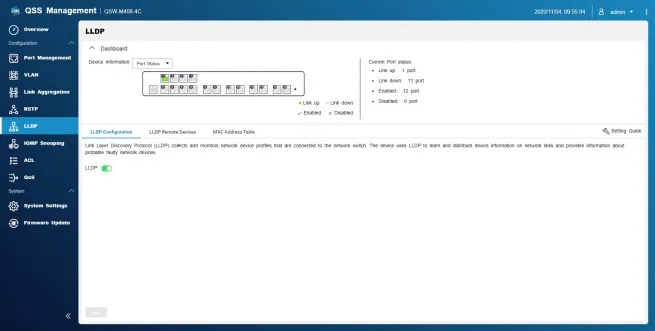 QSS Management | QSW-M408-4C
2020/11/04 09:55:04
admin
Overview
Configuration
Port Management
VLAN
Link Aggregation
RSTP
LLDP
IGMP Snooping
ACL
QoS
System
System Settings
Firmware Update
LLDP
Dashboard
Device Information: Port Status
Link up Link down
Enabled Disabled
Current Port status:
Link up: 1 port
Link down: 11 port
Enabled: 12 port
Disabled: 0 port
LLDP Configuration LLDP Remote Devices MAC Address Table
Setting Guide
Link Layer Discovery Protocol (LLDP) collects and monitors network device profiles that are connected to the network switch. The device uses LLDP to learn and distribute device information on network links and provides information about
probable faulty network devices
LLDP: